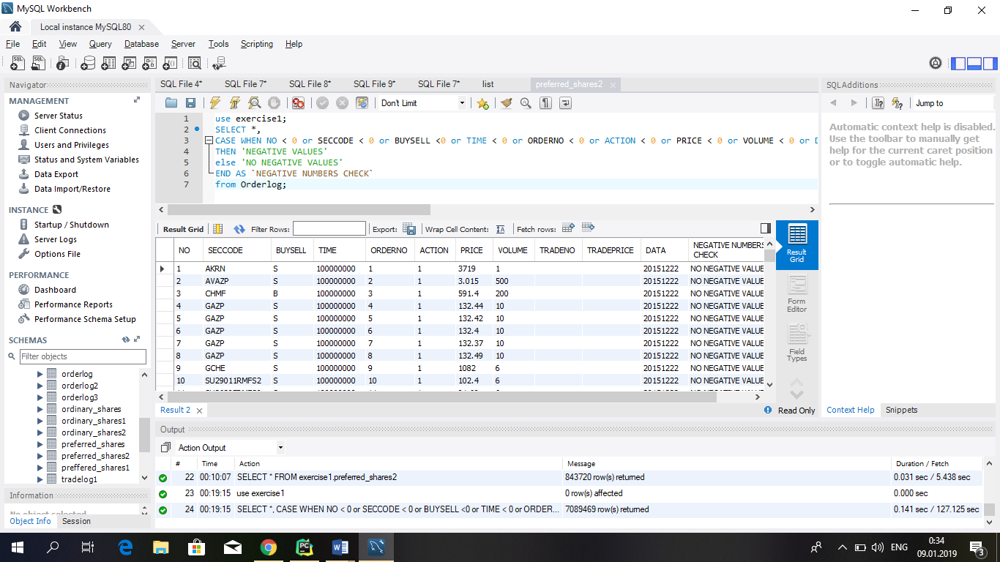 MySQL Workbench
Local instance MySQL80
File Edit View Query Database Server Tools Scripting Help
Navigator
MANAGEMENT
Server Status
Client Connections
Users and Privileges
Status and System Variables
Data Export
Data Import/Restore
INSTANCE
Startup / Shutdown
Server Logs
Options File
PERFORMANCE
Dashboard
Performance Reports
Performance Schema Setup
SCHEMAS
Filter objects
orderlog
orderlog2
orderlog3
ordinary_shares
ordinary_shares1
ordinary_shares2
preferred_shares
preferred_shares2
preffered_shares1
tradelog1
Information
No object selected
Object Info Session
SQL File 4* SQL File 7* SQL File 8* SQL File 9* SQL File 7* list preferred_shares2
Don't Limit
1 use exercise1;
2 SELECT *,
3 CASE WHEN NO < 0 or SECCODE < 0 or BUYSELL <0 or TIME < 0 or ORDERNO < 0 or ACTION < 0 or PRICE < 0 or VOLUME < 0 or D
4 THEN 'NEGATIVE VALUES'
5 else 'NO NEGATIVE VALUES'
6 END AS `NEGATIVE NUMBERS CHECK`
7 from Orderlog;
Result Grid Filter Rows: Export: Wrap Cell Content: Fetch rows:
NO SECCODE BUYSELL TIME ORDERNO ACTION PRICE VOLUME TRADENO TRADEPRICE DATA NEGATIVE NUMBERS CHECK
1 AKRN S 100000000 1 1 3719 1 20151222 NO NEGATIVE VALUE
2 AVAZP S 100000000 2 1 3.015 500 20151222 NO NEGATIVE VALUE
3 CHMF B 100000000 3 1 591.4 200 20151222 NO NEGATIVE VALUE
4 GAZP S 100000000 4 1 132.44 10 20151222 NO NEGATIVE VALUE
5 GAZP S 100000000 5 1 132.42 10 20151222 NO NEGATIVE VALUE
6 GAZP S 100000000 6 1 132.4 10 20151222 NO NEGATIVE VALUE
7 GAZP S 100000000 7 1 132.37 10 20151222 NO NEGATIVE VALUE
8 GAZP S 100000000 8 1 132.49 10 20151222 NO NEGATIVE VALUE
9 GCHE S 100000000 9 1 1082 6 20151222 NO NEGATIVE VALUE
10 SU29011RMFS2 S 100000000 10 1 102.4 6 20151222 NO NEGATIVE VALUE
Result Grid
Form Editor
Field Types
Result 2
Read Only
SQLAdditions
Jump to
Automatic context help is disabled.
Use the toolbar to manually get
help for the current caret position
or to toggle automatic help.
Context Help Snippets
Output
Action Output
# Time Action Message Duration / Fetch
22 00:10:07 SELECT * FROM exercise1.preferred_shares2 843720 row(s) returned 0.031 sec / 5.438 sec
23 00:19:15 use exercise1 0 row(s) affected 0.000 sec
24 00:19:15 SELECT *, CASE WHEN NO < 0 or SECCODE < 0 or BUYSELL <0 or TIME < 0 or ORDER... 7089469 row(s) returned 0.141 sec / 127.125 sec
ENG
0:34
09.01.2019
3